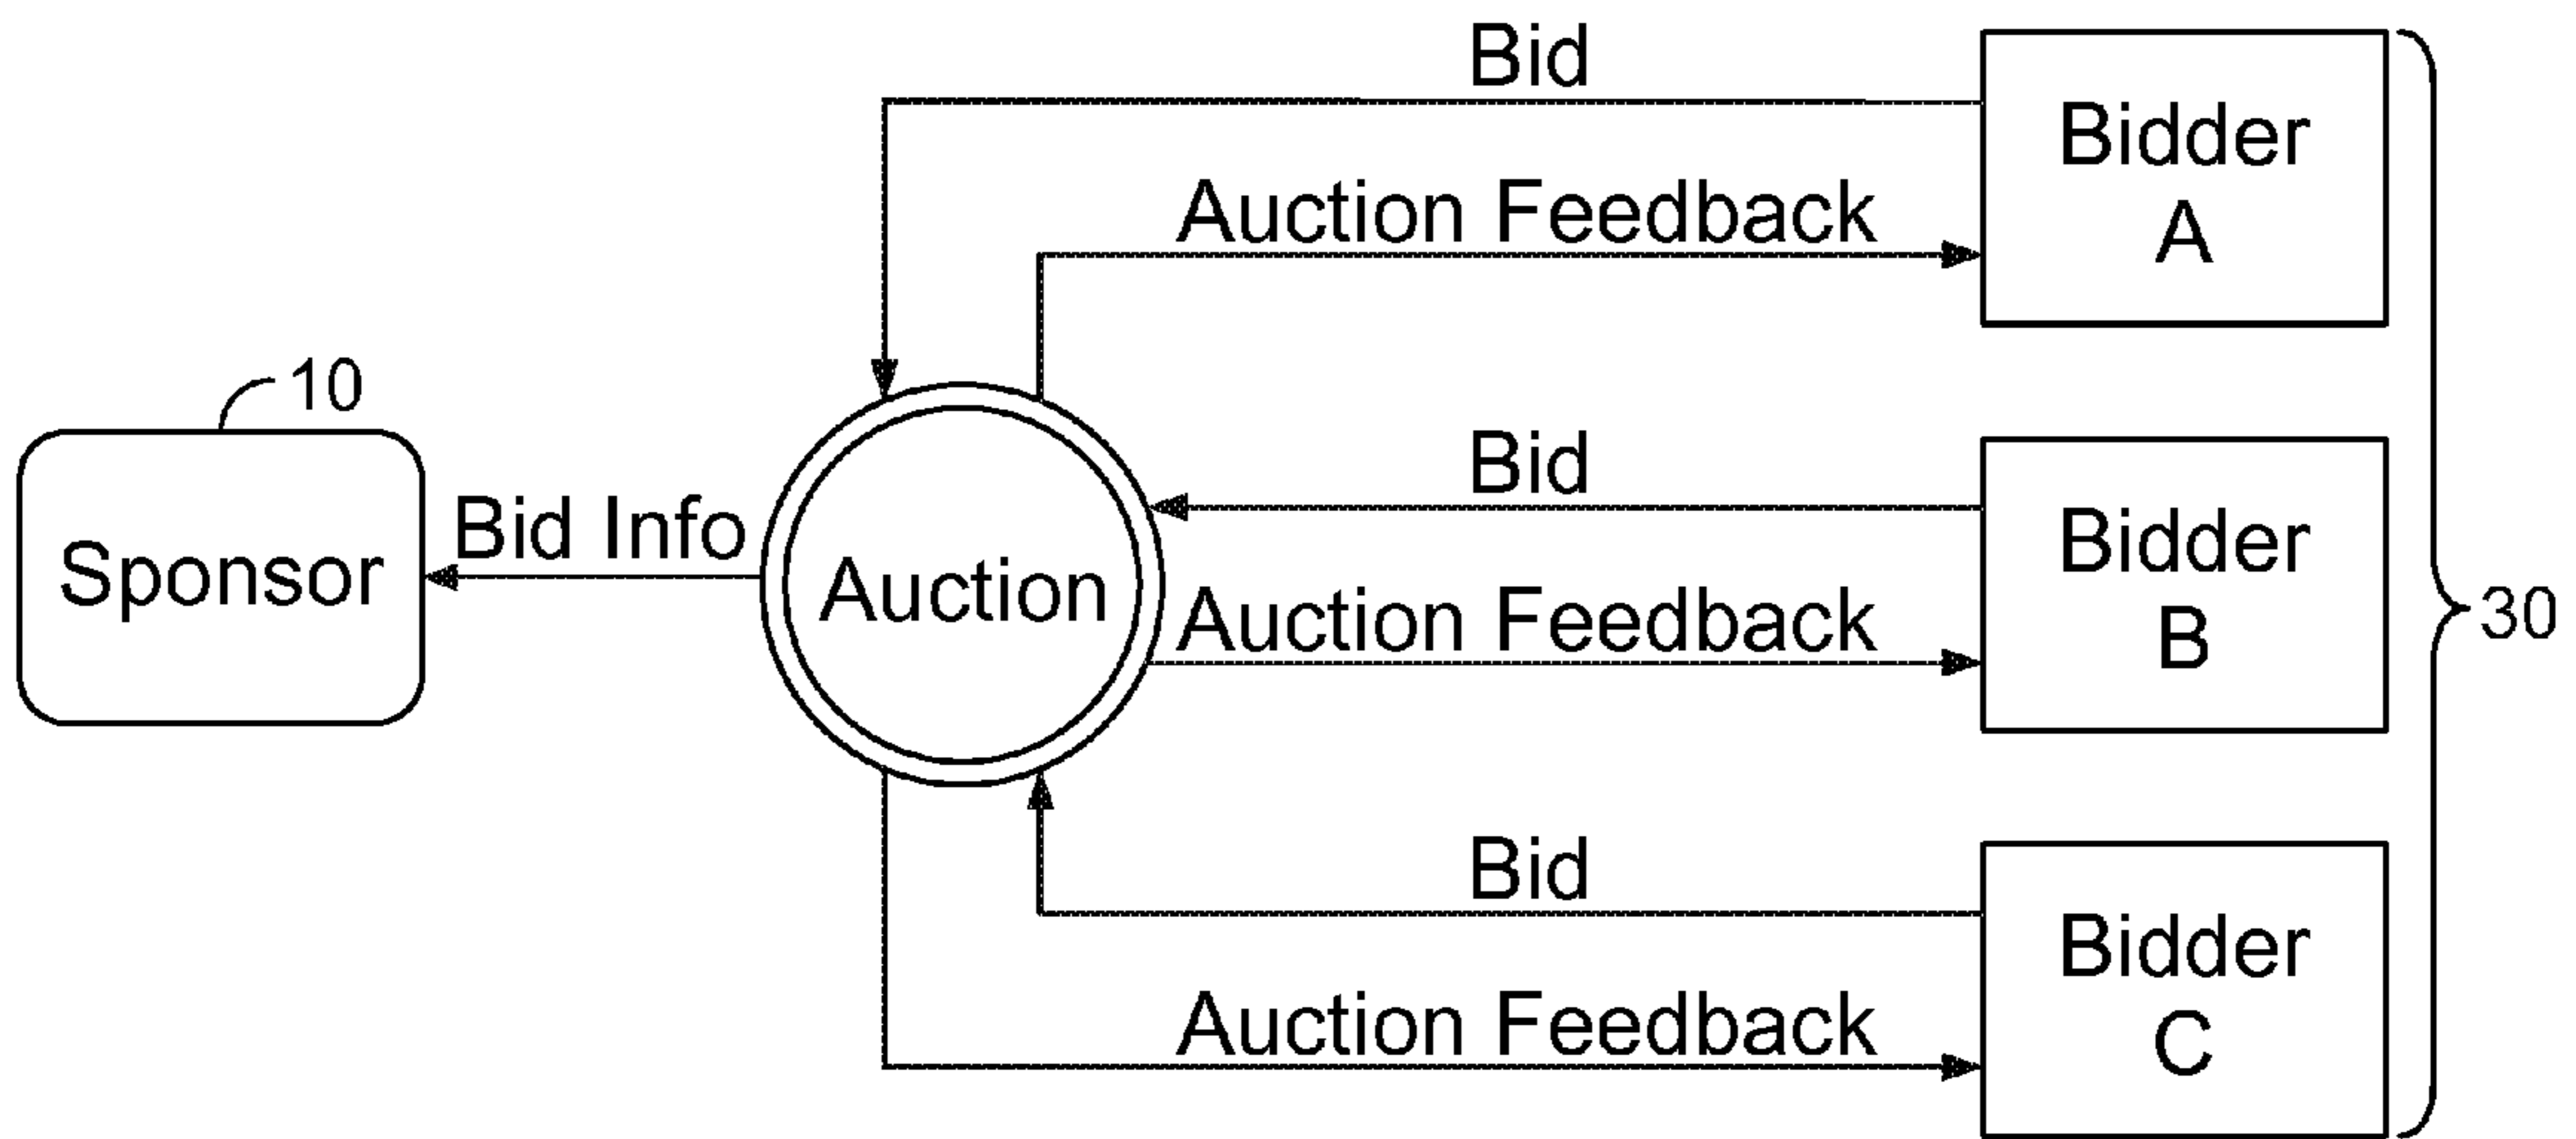 Bid
Bidder
A
Auction Feedback
10
Sponsor
Bid Info
Auction
Bid
Bidder
B
Auction Feedback
30
Bid
Bidder
C
Auction Feedback